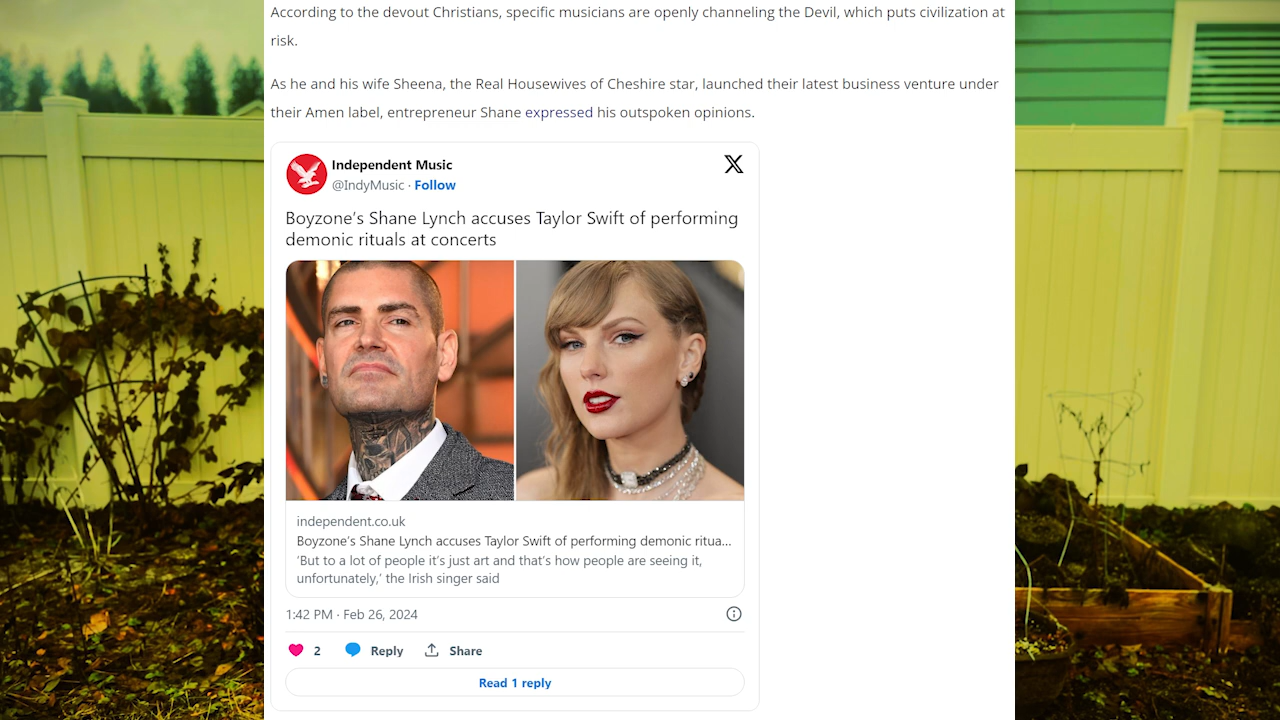 According to the devout Christians, specific musicians are openly channeling the Devil, which puts civilization at
risk.
As he and his wife Sheena, the Real Housewives of Cheshire star, launched their latest business venture under
their Amen label, entrepreneur Shane expressed his outspoken opinions.
Independent Music
@IndyMusic · Follow
Boyzone’s Shane Lynch accuses Taylor Swift of performing
demonic rituals at concerts
independent.co.uk
Boyzone’s Shane Lynch accuses Taylor Swift of performing demonic ritua...
‘But to a lot of people it’s just art and that’s how people are seeing it,
unfortunately,’ the Irish singer said
1:42 PM · Feb 26, 2024
2 Reply Share
Read 1 reply